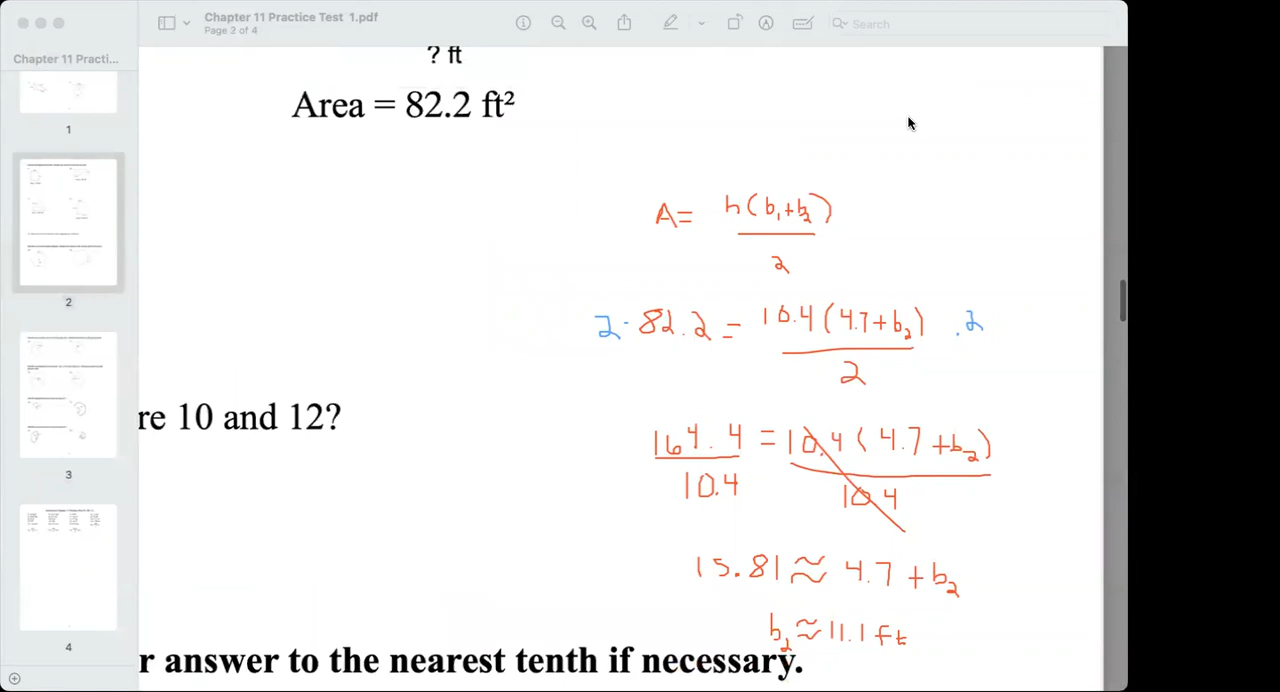 Chapter 11 Practice Test 1.pdf
Page 2 of 4
Search
Chapter 11 Practi...
1
2
3
4
? ft
Area = 82.2 ft²
A = h(b₁+b₂)
2
2 · 82.2 = 10.4(4.7+b₂) .2
2
re 10 and 12?
164.4 = 10.4(4.7+b₂)
10.4 10.4
15.81 ≈ 4.7 + b₂
b₂ ≈ 11.1 ft
r answer to the nearest tenth if necessary.